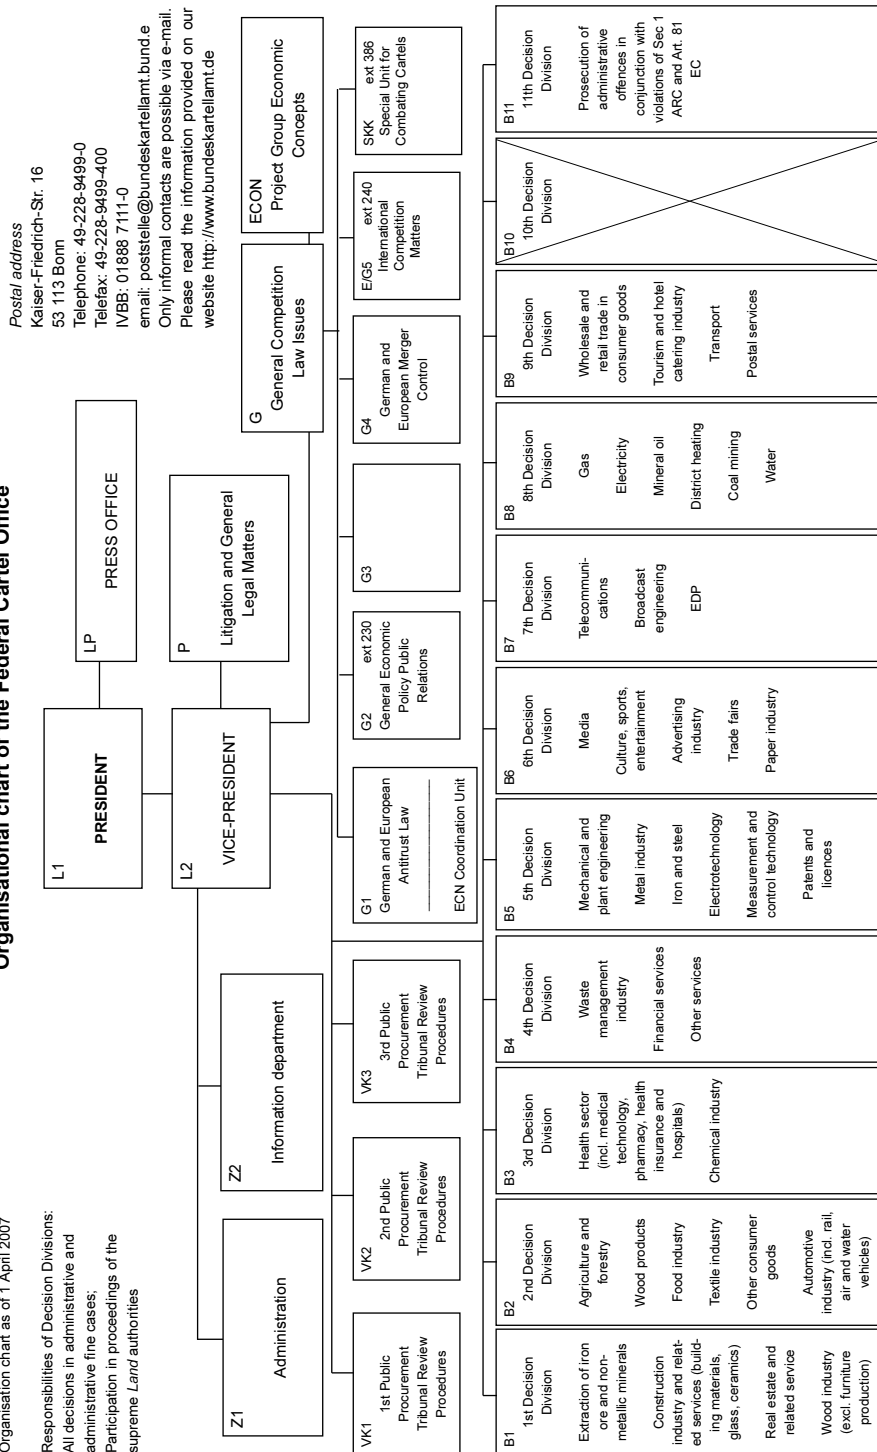 Organisation chart as of 1 April 2007
Organisational chart of the Federal Cartel Office
Responsibilities of Decision Divisions:
All decisions in administrative and
administrative fine cases;
Participation in proceedings of the
supreme Land authorities
Postal address
Kaiser-Friedrich-Str. 16
53 113 Bonn
Telephone: 49-228-9499-0
Telefax: 49-228-9499-400
IVBB: 01888 7111-0
email: poststelle@bundeskartellamt.bund.e
Only informal contacts are possible via e-mail.
Please read the information provided on our
website http://www.bundeskartellamt.de
L1
PRESIDENT
LP
PRESS OFFICE
L2
VICE-PRESIDENT
P
Litigation and General
Legal Matters
Z1
Administration
Z2
Information department
G
General Competition
Law Issues
ECON
Project Group Economic
Concepts
VK1
1st Public
Procurement
Tribunal Review
Procedures
VK2
2nd Public
Procurement
Tribunal Review
Procedures
VK3
3rd Public
Procurement
Tribunal Review
Procedures
G1
German and European
Antitrust Law
ECN Coordination Unit
G2 ext 230
General Economic
Policy Public
Relations
G3
G4
German and
European Merger
Control
E/G5 ext 240
International
Competition
Matters
SKK ext 386
Special Unit for
Combating Cartels
B1
1st Decision
Division
Extraction of iron
ore and non-
metallic minerals
Construction
industry and relat-
ed services (build-
ing materials,
glass, ceramics)
Real estate and
related service
Wood industry
(excl. furniture
production)
B2
2nd Decision
Division
Agriculture and
forestry
Wood products
Food industry
Textile industry
Other consumer
goods
Automotive
industry (incl. rail,
air and water
vehicles)
B3
3rd Decision
Division
Health sector
(incl. medical
technology,
pharmacy, health
insurance and
hospitals)
Chemical industry
B4
4th Decision
Division
Waste
management
industry
Financial services
Other services
B5
5th Decision
Division
Mechanical and
plant engineering
Metal industry
Iron and steel
Electrotechnology
Measurement and
control technology
Patents and
licences
B6
6th Decision
Division
Media
Culture, sports,
entertainment
Advertising
industry
Trade fairs
Paper industry
B7
7th Decision
Division
Telecommuni-
cations
Broadcast
engineering
EDP
B8
8th Decision
Division
Gas
Electricity
Mineral oil
District heating
Coal mining
Water
B9
9th Decision
Division
Wholesale and
retail trade in
consumer goods
Tourism and hotel
catering industry
Transport
Postal services
B10
10th Decision
Division
B11
11th Decision
Division
Prosecution of
administrative
offences in
conjunction with
violations of Sec 1
ARC and Art. 81
EC